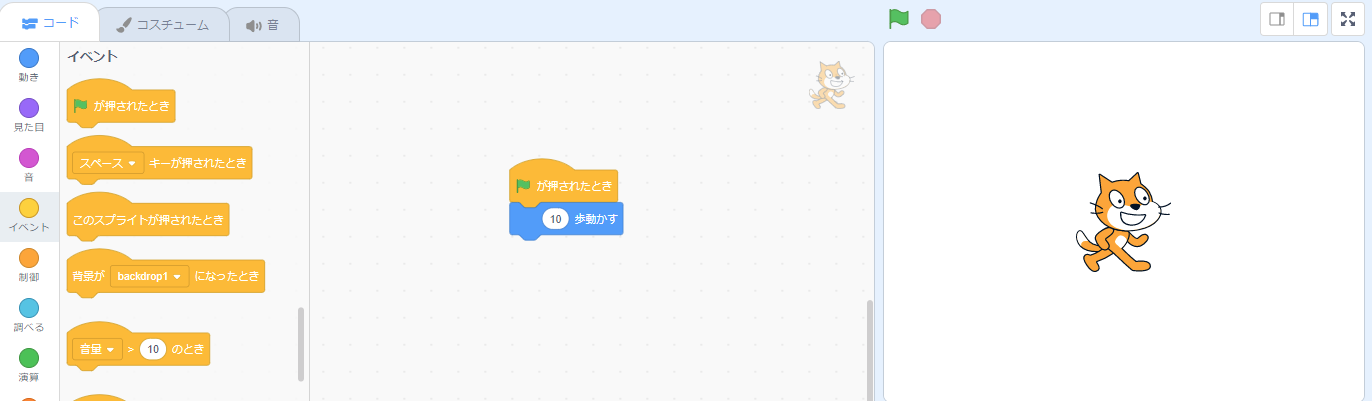 コード
コスチューム
音
動き
見た目
音
イベント
制御
調べる
演算
イベント
が押されたとき
スペース キーが押されたとき
このスプライトが押されたとき
背景が backdrop1 になったとき
音量 > 10 のとき
が押されたとき
10 歩動かす